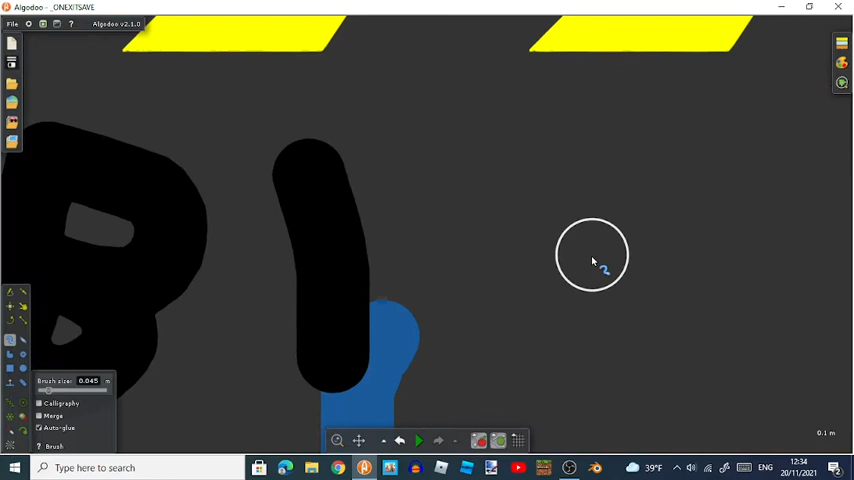 Algodoo - _ONEXITSAVE
File ? Algodoo v2.1.0
B I
Brush size: 0.045 m
Calligraphy
Merge
Auto-glue
? Brush
0.1 m
Type here to search
39°F ENG 12:34 20/11/2021 2